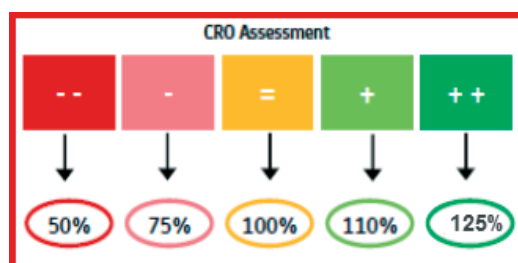 CRO Assessment
-- - = + ++
50% 75% 100% 110% 125%